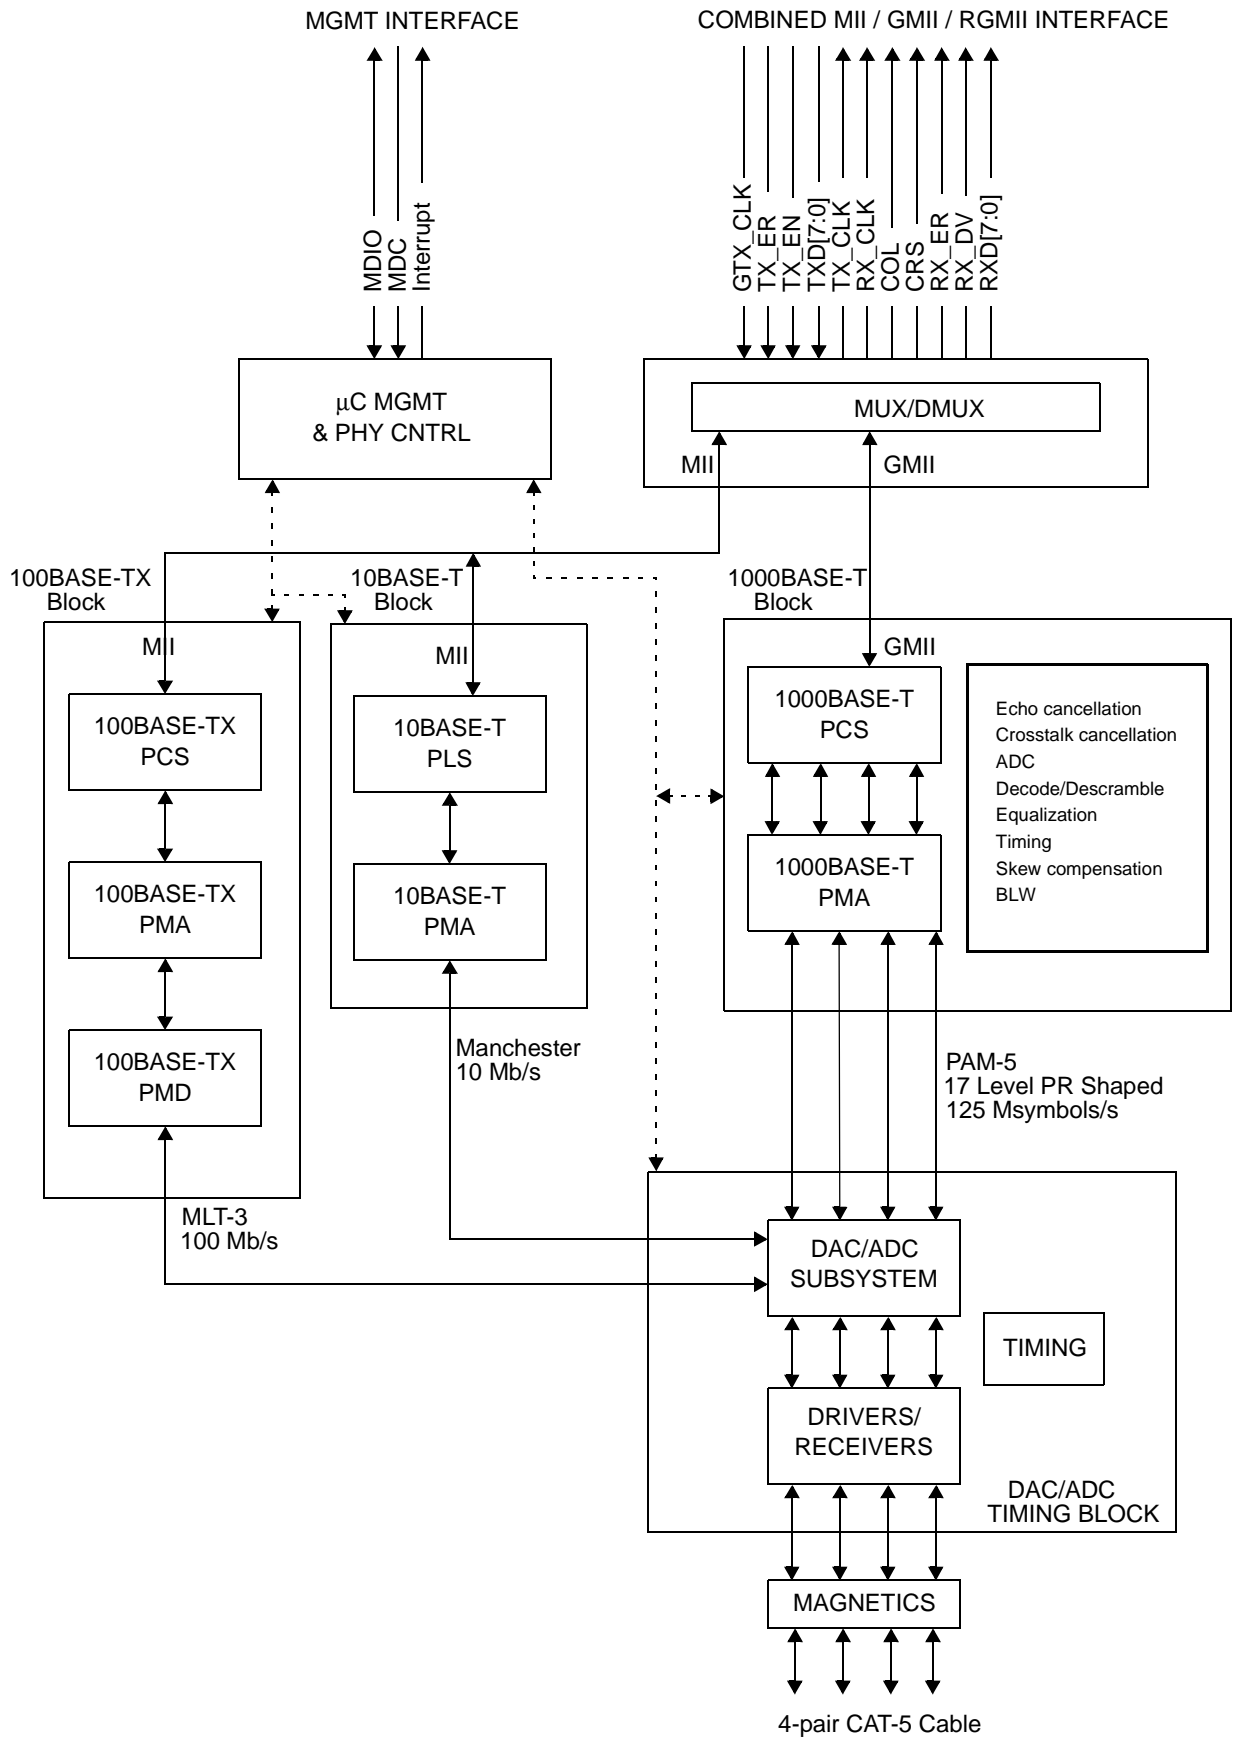 MGMT INTERFACE
COMBINED MII / GMII / RGMII INTERFACE
MDIO
MDC
Interrupt
GTX_CLK
TX_ER
TX_EN
TXD[7:0]
TX_CLK
RX_CLK
COL
CRS
RX_ER
RX_DV
RXD[7:0]
µC MGMT
& PHY CNTRL
MUX/DMUX
MII
GMII
100BASE-TX
Block
10BASE-T
Block
1000BASE-T
Block
MII
100BASE-TX
PCS
100BASE-TX
PMA
100BASE-TX
PMD
MII
10BASE-T
PLS
10BASE-T
PMA
GMII
1000BASE-T
PCS
1000BASE-T
PMA
Echo cancellation
Crosstalk cancellation
ADC
Decode/Descramble
Equalization
Timing
Skew compensation
BLW
Manchester
10 Mb/s
PAM-5
17 Level PR Shaped
125 Msymbols/s
MLT-3
100 Mb/s
DAC/ADC
SUBSYSTEM
TIMING
DRIVERS/
RECEIVERS
DAC/ADC
TIMING BLOCK
MAGNETICS
4-pair CAT-5 Cable